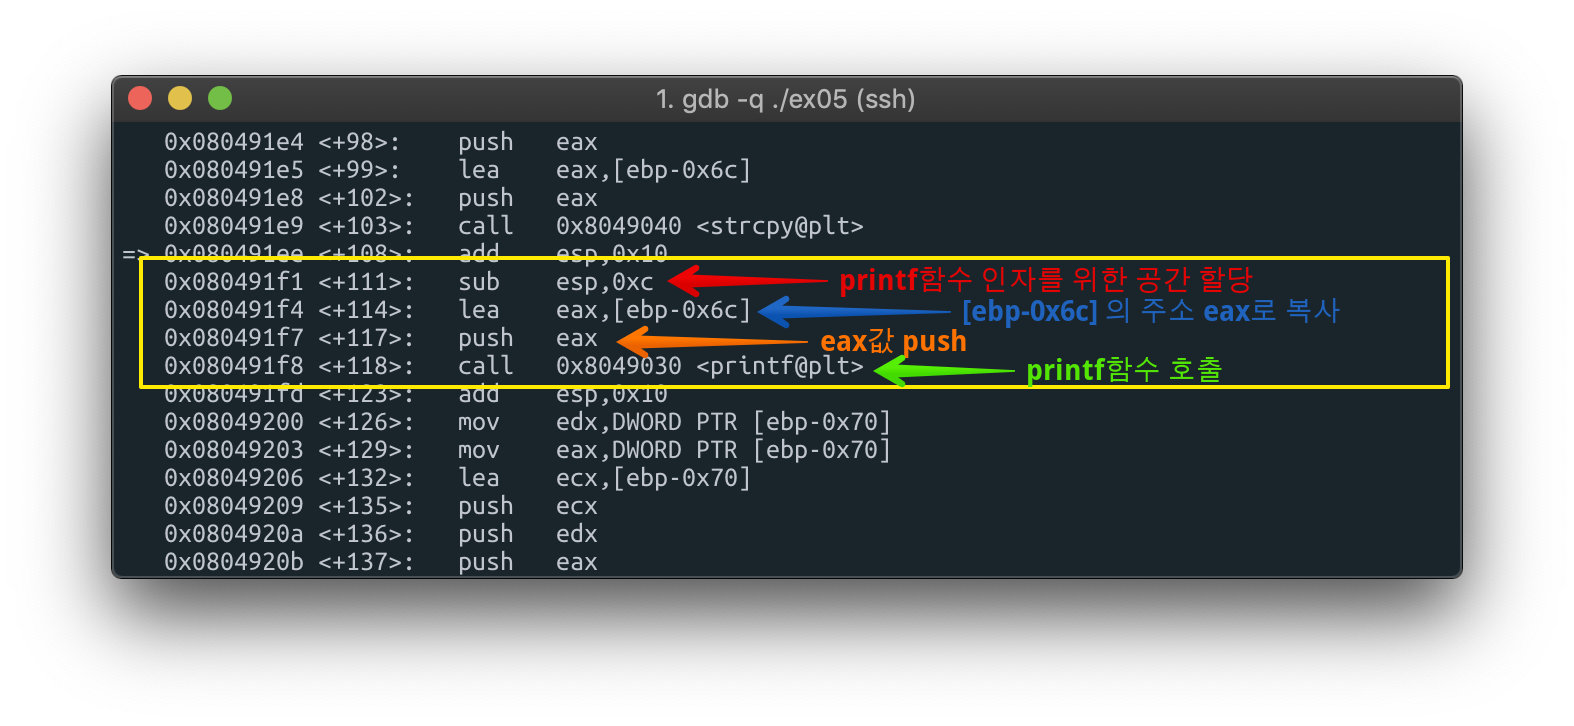 1. gdb -q ./ex05 (ssh)
0x080491e4 <+98>: push eax
0x080491e5 <+99>: lea eax,[ebp-0x6c]
0x080491e8 <+102>: push eax
0x080491e9 <+103>: call 0x8049040 <strcpy@plt>
=> 0x080491ee <+108>: add esp,0x10
0x080491f1 <+111>: sub esp,0xc printf함수 인자를 위한 공간 할당
0x080491f4 <+114>: lea eax,[ebp-0x6c] [ebp-0x6c] 의 주소 eax로 복사
0x080491f7 <+117>: push eax eax값 push
0x080491f8 <+118>: call 0x8049030 <printf@plt> printf함수 호출
0x080491fd <+123>: add esp,0x10
0x08049200 <+126>: mov edx,DWORD PTR [ebp-0x70]
0x08049203 <+129>: mov eax,DWORD PTR [ebp-0x70]
0x08049206 <+132>: lea ecx,[ebp-0x70]
0x08049209 <+135>: push ecx
0x0804920a <+136>: push edx
0x0804920b <+137>: push eax